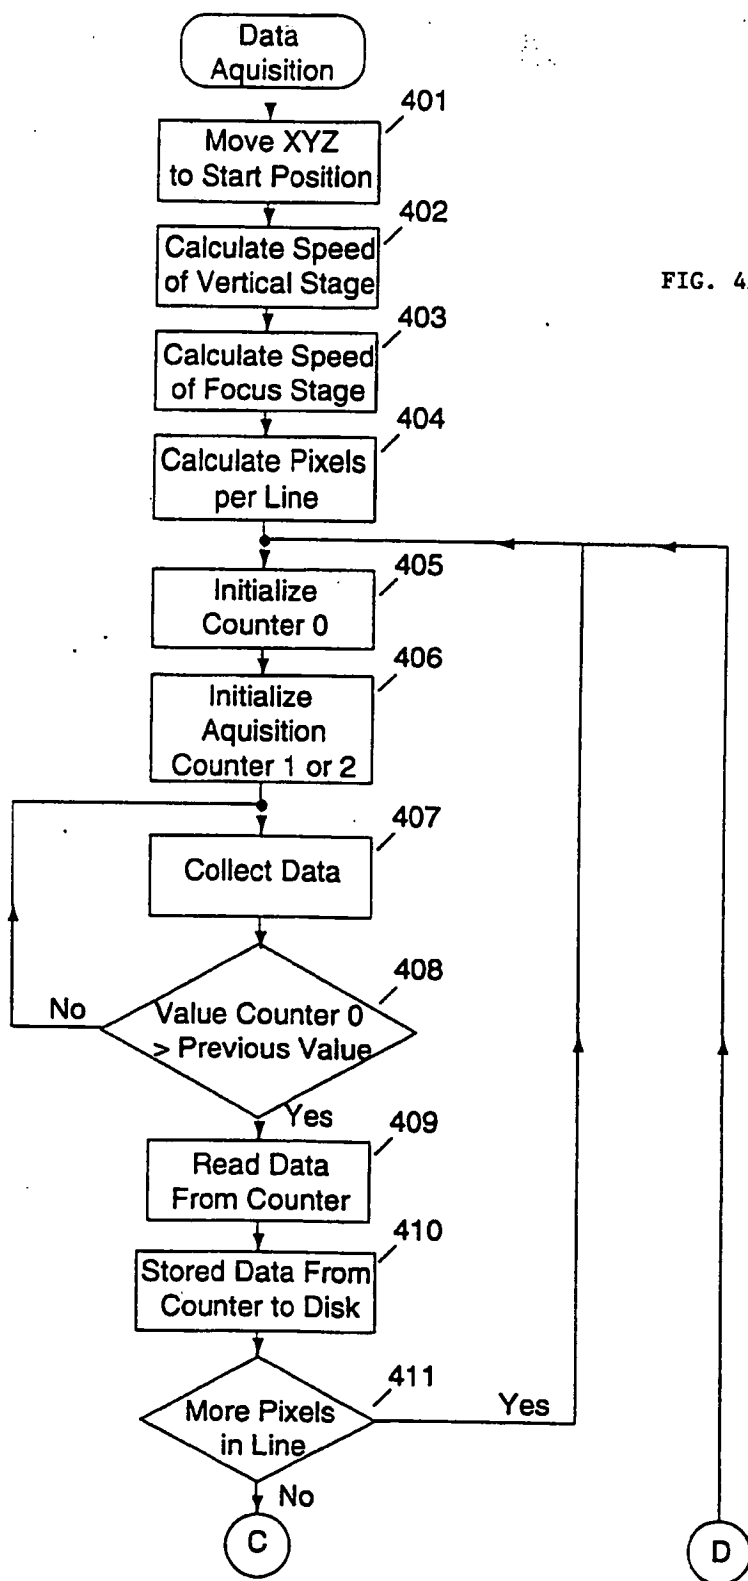 Data
Aquisition
401
Move XYZ
to Start Position
402
Calculate Speed
of Vertical Stage
FIG. 4
403
Calculate Speed
of Focus Stage
404
Calculate Pixels
per Line
405
Initialize
Counter 0
406
Initialize
Aquisition
Counter 1 or 2
407
Collect Data
408
No
Value Counter 0
> Previous Value
Yes
409
Read Data
From Counter
410
Stored Data From
Counter to Disk
411
More Pixels
in Line
Yes
No
C
D